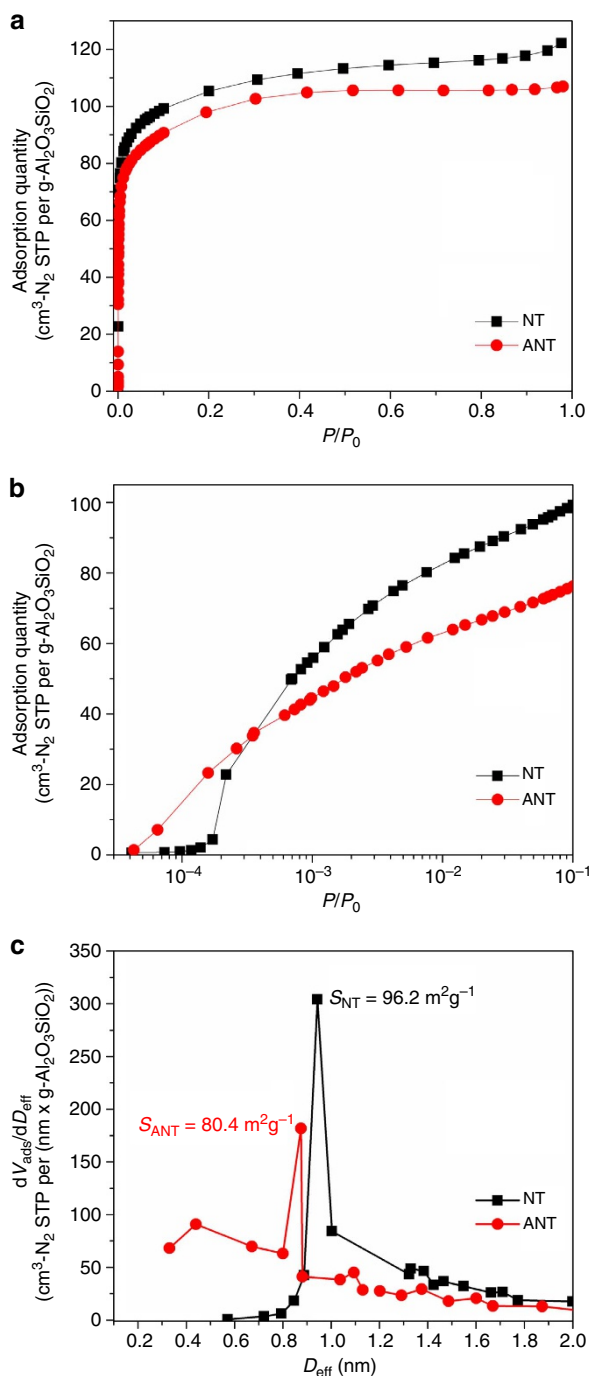 a
Adsorption quantity
(cm³-N₂ STP per g-Al₂O₃SiO₂)
120
100
80
60
40
20
0
NT
ANT
0.0 0.2 0.4 0.6 0.8 1.0
P/P₀
b
Adsorption quantity
(cm³-N₂ STP per g-Al₂O₃SiO₂)
100
80
60
40
20
0
NT
ANT
10⁻⁴ 10⁻³ 10⁻² 10⁻¹
P/P₀
c
dV_ads/dD_eff
(cm³-N₂ STP per (nm x g-Al₂O₃SiO₂))
350
300
250
200
150
100
50
0
S_NT = 96.2 m²g⁻¹
S_ANT = 80.4 m²g⁻¹
NT
ANT
0.2 0.4 0.6 0.8 1.0 1.2 1.4 1.6 1.8 2.0
D_eff (nm)